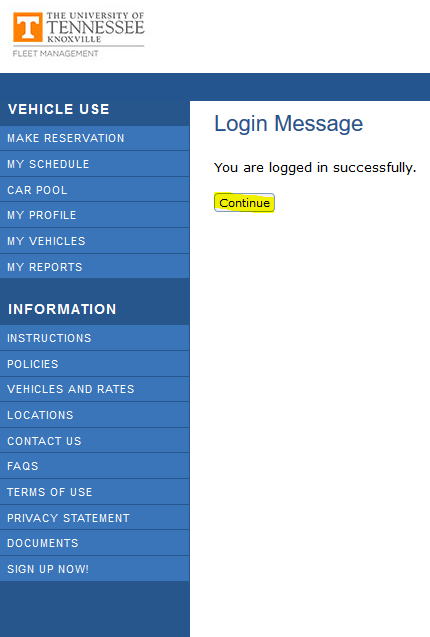 THE UNIVERSITY OF
TENNESSEE
KNOXVILLE
FLEET MANAGEMENT
VEHICLE USE
MAKE RESERVATION
MY SCHEDULE
CAR POOL
MY PROFILE
MY VEHICLES
MY REPORTS
INFORMATION
INSTRUCTIONS
POLICIES
VEHICLES AND RATES
LOCATIONS
CONTACT US
FAQS
TERMS OF USE
PRIVACY STATEMENT
DOCUMENTS
SIGN UP NOW!
Login Message
You are logged in successfully.
Continue